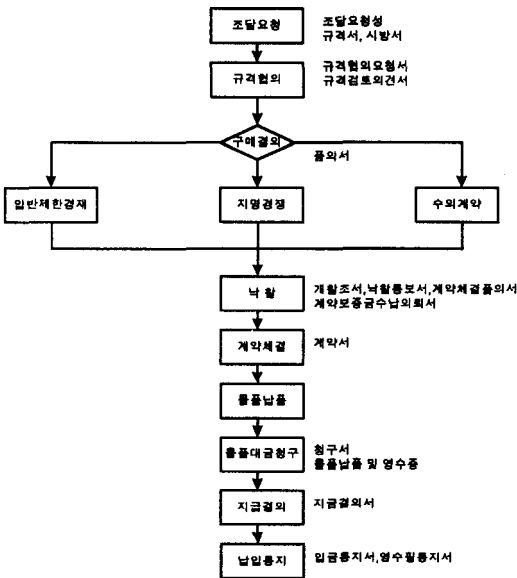 조달요청
조달요청성
규격서, 시방서
규격협의
규격협의요청서
규격검토의견서
구매결의
품의서
일반제한경재
지명경쟁
수의계약
낙 찰
개찰조서,낙찰통보서,계약체결품의서
계약보증금수납의뢰서
계약체결
계약서
물품납품
물품대금청구
청구서
물품납품 및 영수증
지급결의
지급결의서
납입통지
입금통지서,영수필통지서